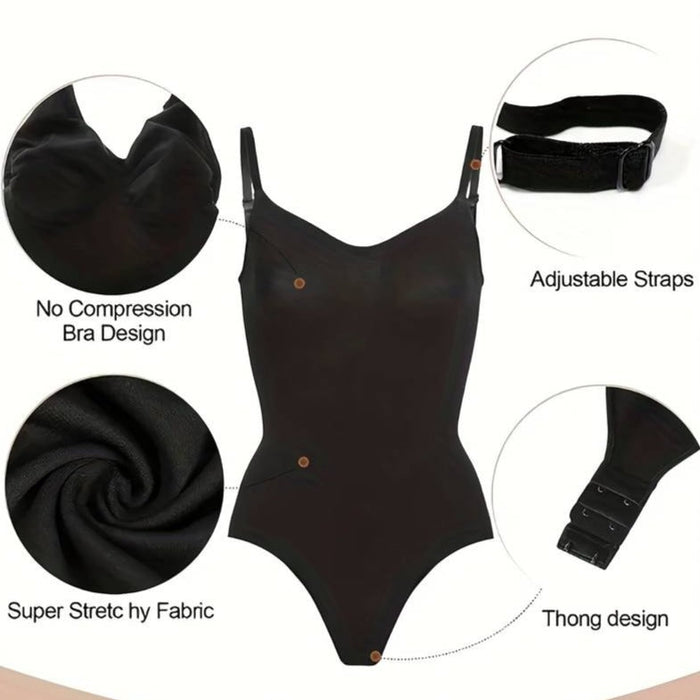 No Compression
Bra Design
Adjustable Straps
Super Stretc hy Fabric
Thong design